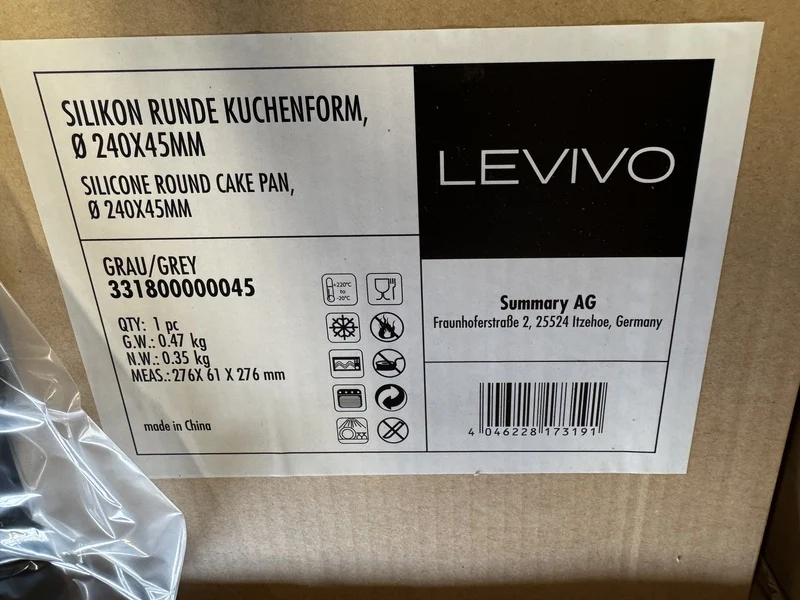 SILIKON RUNDE KUCHENFORM,
Ø 240X45MM
SILICONE ROUND CAKE PAN,
Ø 240X45MM
LEVIVO
GRAU/GREY
331800000045
QTY: 1 pc
G.W.: 0.47 kg
N.W.: 0.35 kg
MEAS.: 276X 61 X 276 mm
made in China
+220°C
to
-20°C
Summary AG
Fraunhoferstraße 2, 25524 Itzehoe, Germany
4 046228 173191